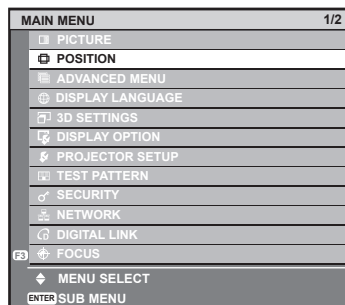 MAIN MENU 1/2
PICTURE
POSITION
ADVANCED MENU
DISPLAY LANGUAGE
3D SETTINGS
DISPLAY OPTION
PROJECTOR SETUP
TEST PATTERN
SECURITY
NETWORK
DIGITAL LINK
F3 FOCUS
MENU SELECT
ENTER SUB MENU